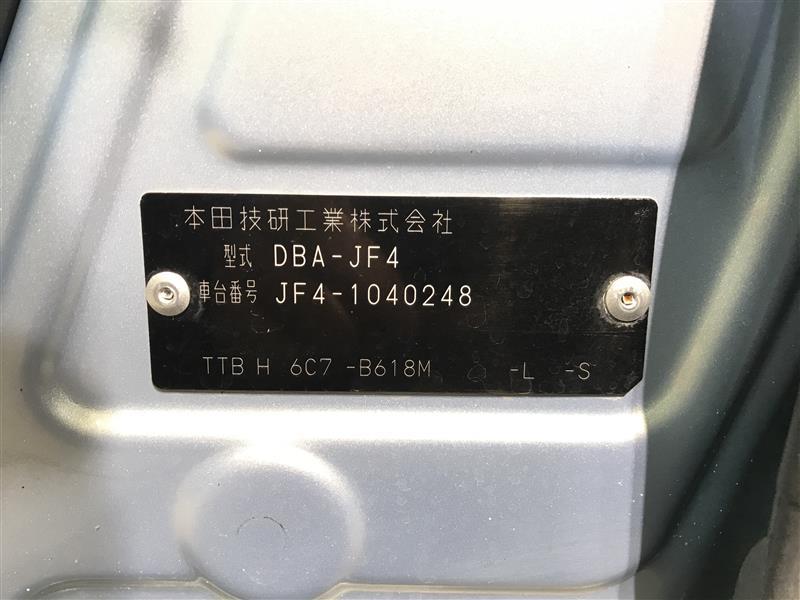 本田技研工業株式会社
型式 DBA-JF4
車台番号 JF4-1040248
TTB H 6C7 -B618M -L -S